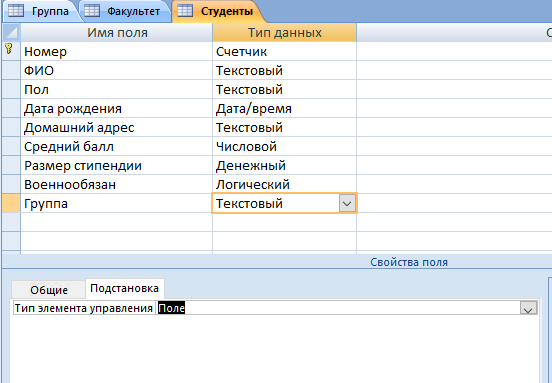 Группа Факультет Студенты
Имя поля Тип данных С
Номер Счетчик
ФИО Текстовый
Пол Текстовый
Дата рождения Дата/время
Домашний адрес Текстовый
Средний балл Числовой
Размер стипендии Денежный
Военнообязан Логический
Группа Текстовый
Свойства поля
Общие Подстановка
Тип элемента управления Поле